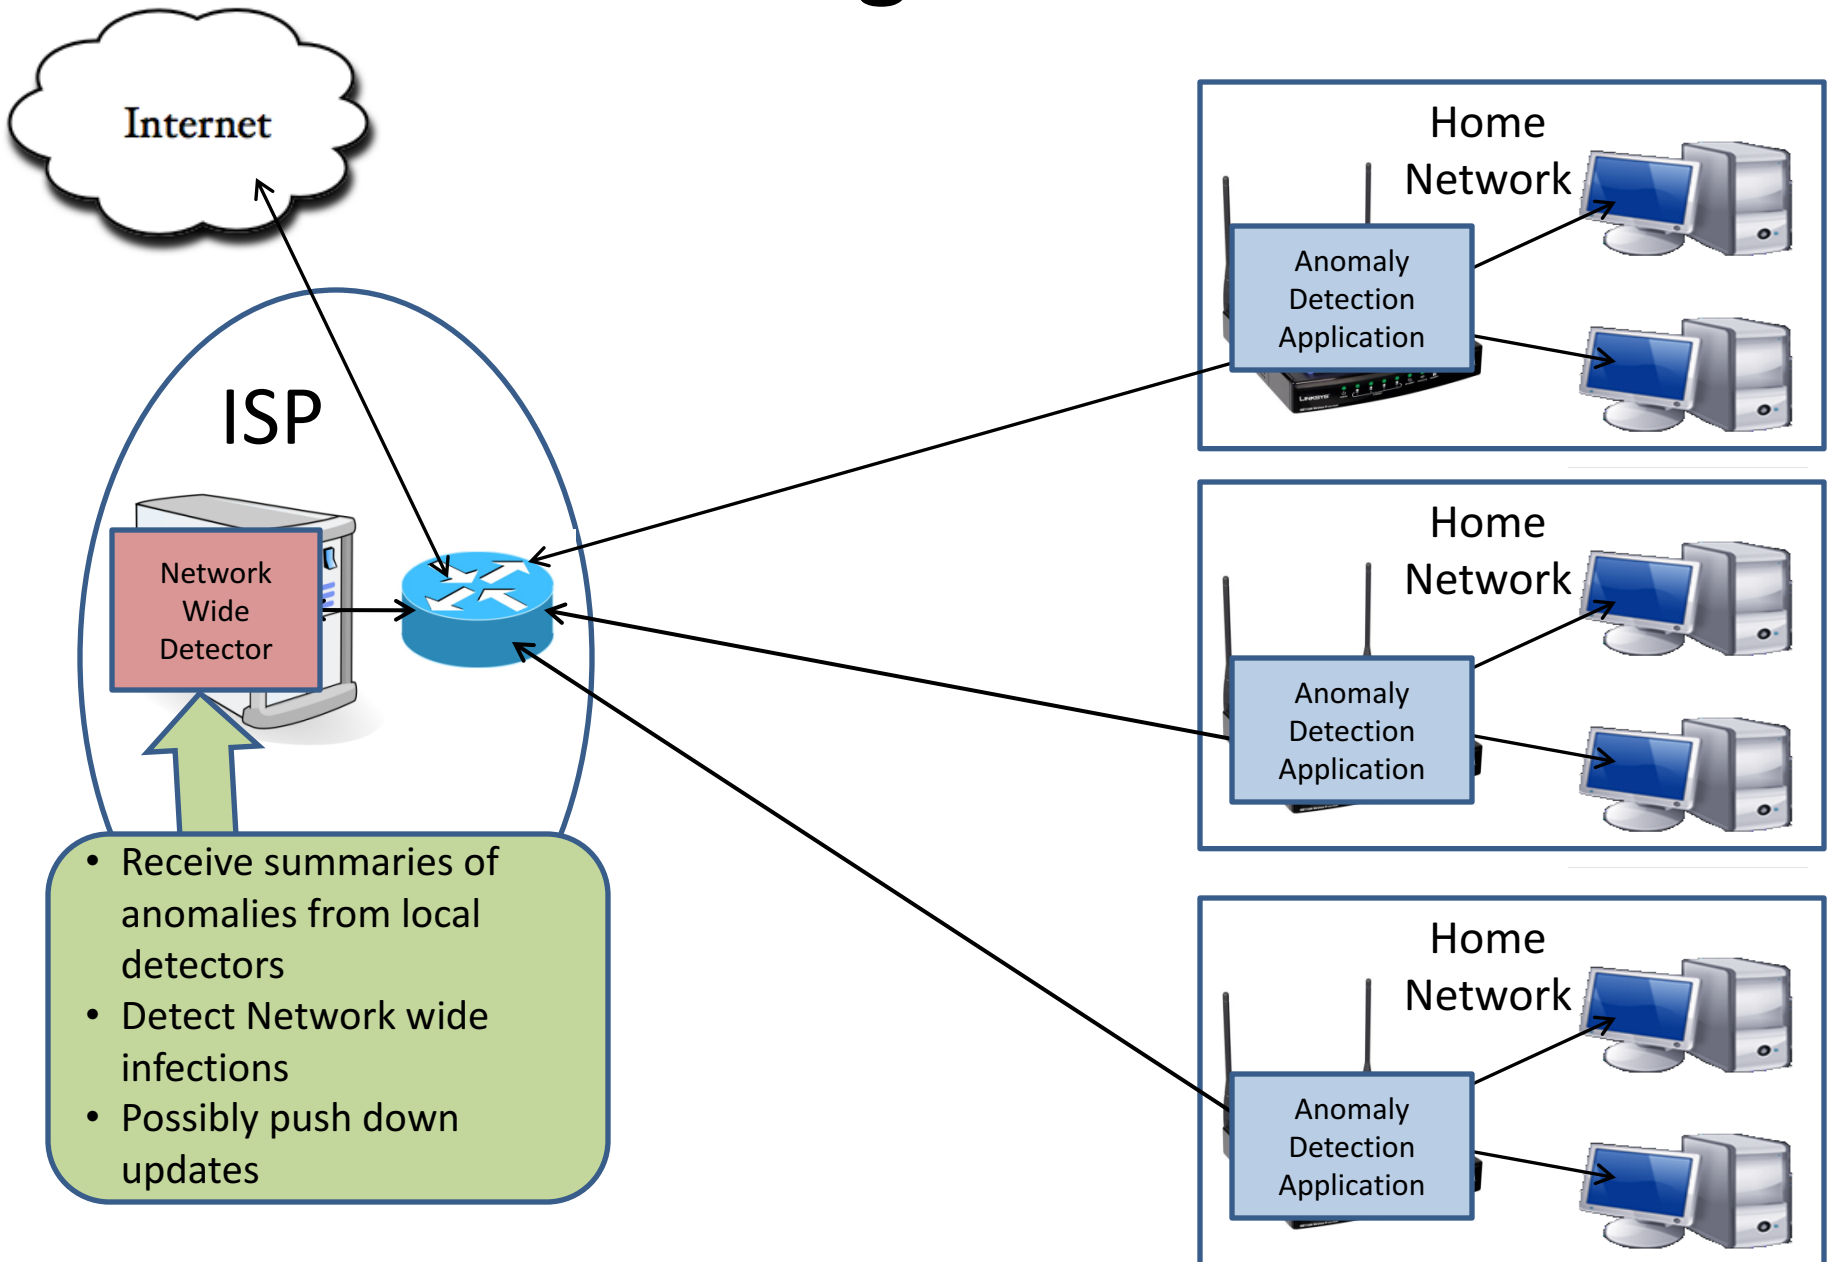 Internet
ISP
Network
Wide
Detector
• Receive summaries of
anomalies from local
detectors
• Detect Network wide
infections
• Possibly push down
updates
Home
Network
Anomaly
Detection
Application
LINKSYS
Home
Network
Anomaly
Detection
Application
Home
Network
Anomaly
Detection
Application